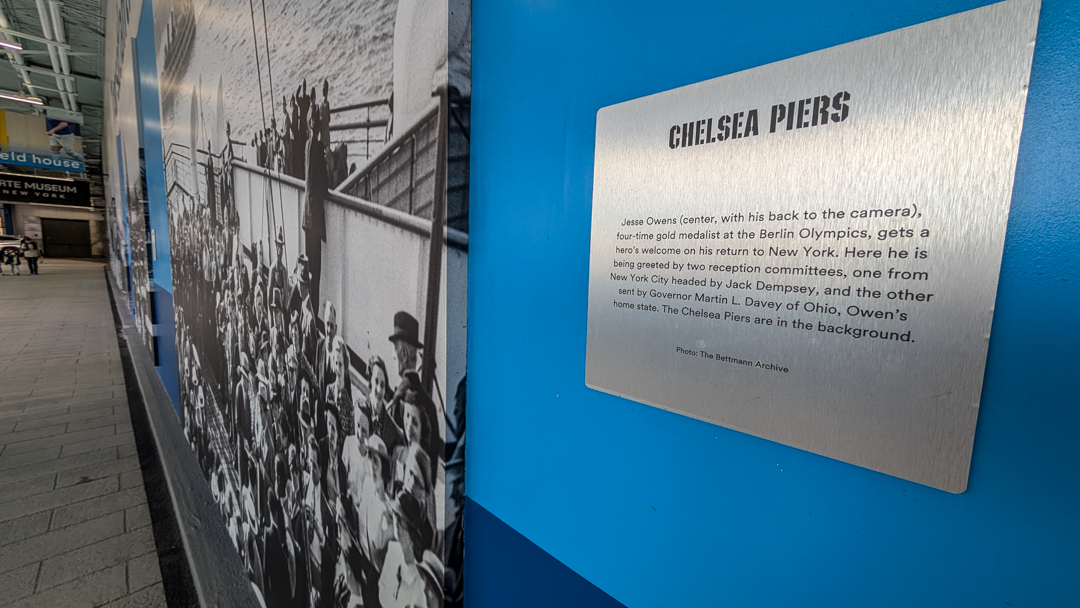 eld house
RTE MUSEUM
NEW YORK
CHELSEA PIERS
Jesse Owens (center, with his back to the camera),
four-time gold medalist at the Berlin Olympics, gets a
hero's welcome on his return to New York. Here he is
being greeted by two reception committees, one from
New York City headed by Jack Dempsey, and the other
sent by Governor Martin L. Davey of Ohio, Owen's
home state. The Chelsea Piers are in the background.
Photo: The Bettmann Archive